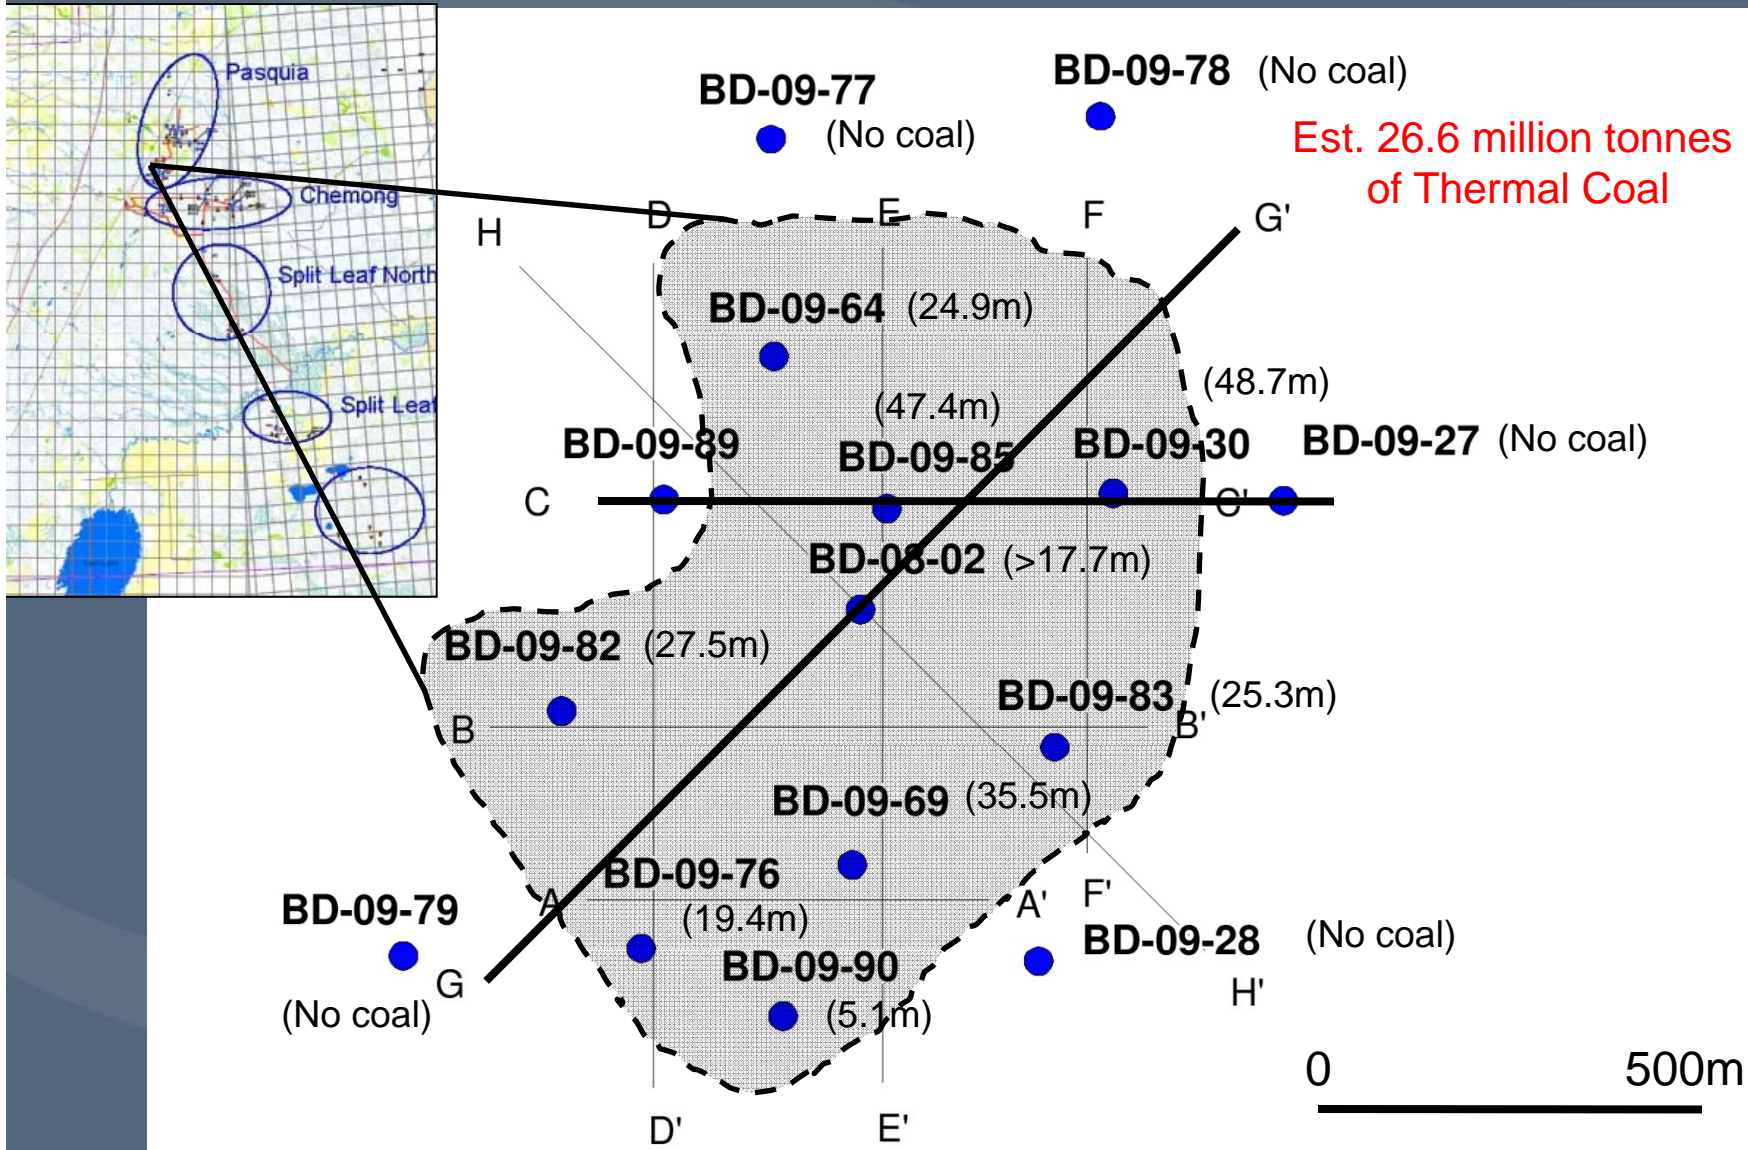 Pasquia
Chemong
Split Leaf North
Split Leaf
BD-09-77
(No coal)
BD-09-78 (No coal)
Est. 26.6 million tonnes
of Thermal Coal
H
D
E
F
G'
BD-09-64 (24.9m)
(48.7m)
(47.4m)
BD-09-89
BD-09-85
BD-09-30
BD-09-27 (No coal)
C
C'
BD-08-02 (>17.7m)
BD-09-82 (27.5m)
BD-09-83 (25.3m)
B
B'
BD-09-69 (35.5m)
BD-09-76
(19.4m)
A
A'
F'
BD-09-79
(No coal)
G
BD-09-28 (No coal)
BD-09-90
(5.1m)
H'
0 500m
D'
E'